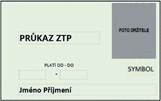 FOTO DRŽITELE
PRŮKAZ ZTP
PLATÍ OD - DO
-
SYMBOL
Jméno Příjmení